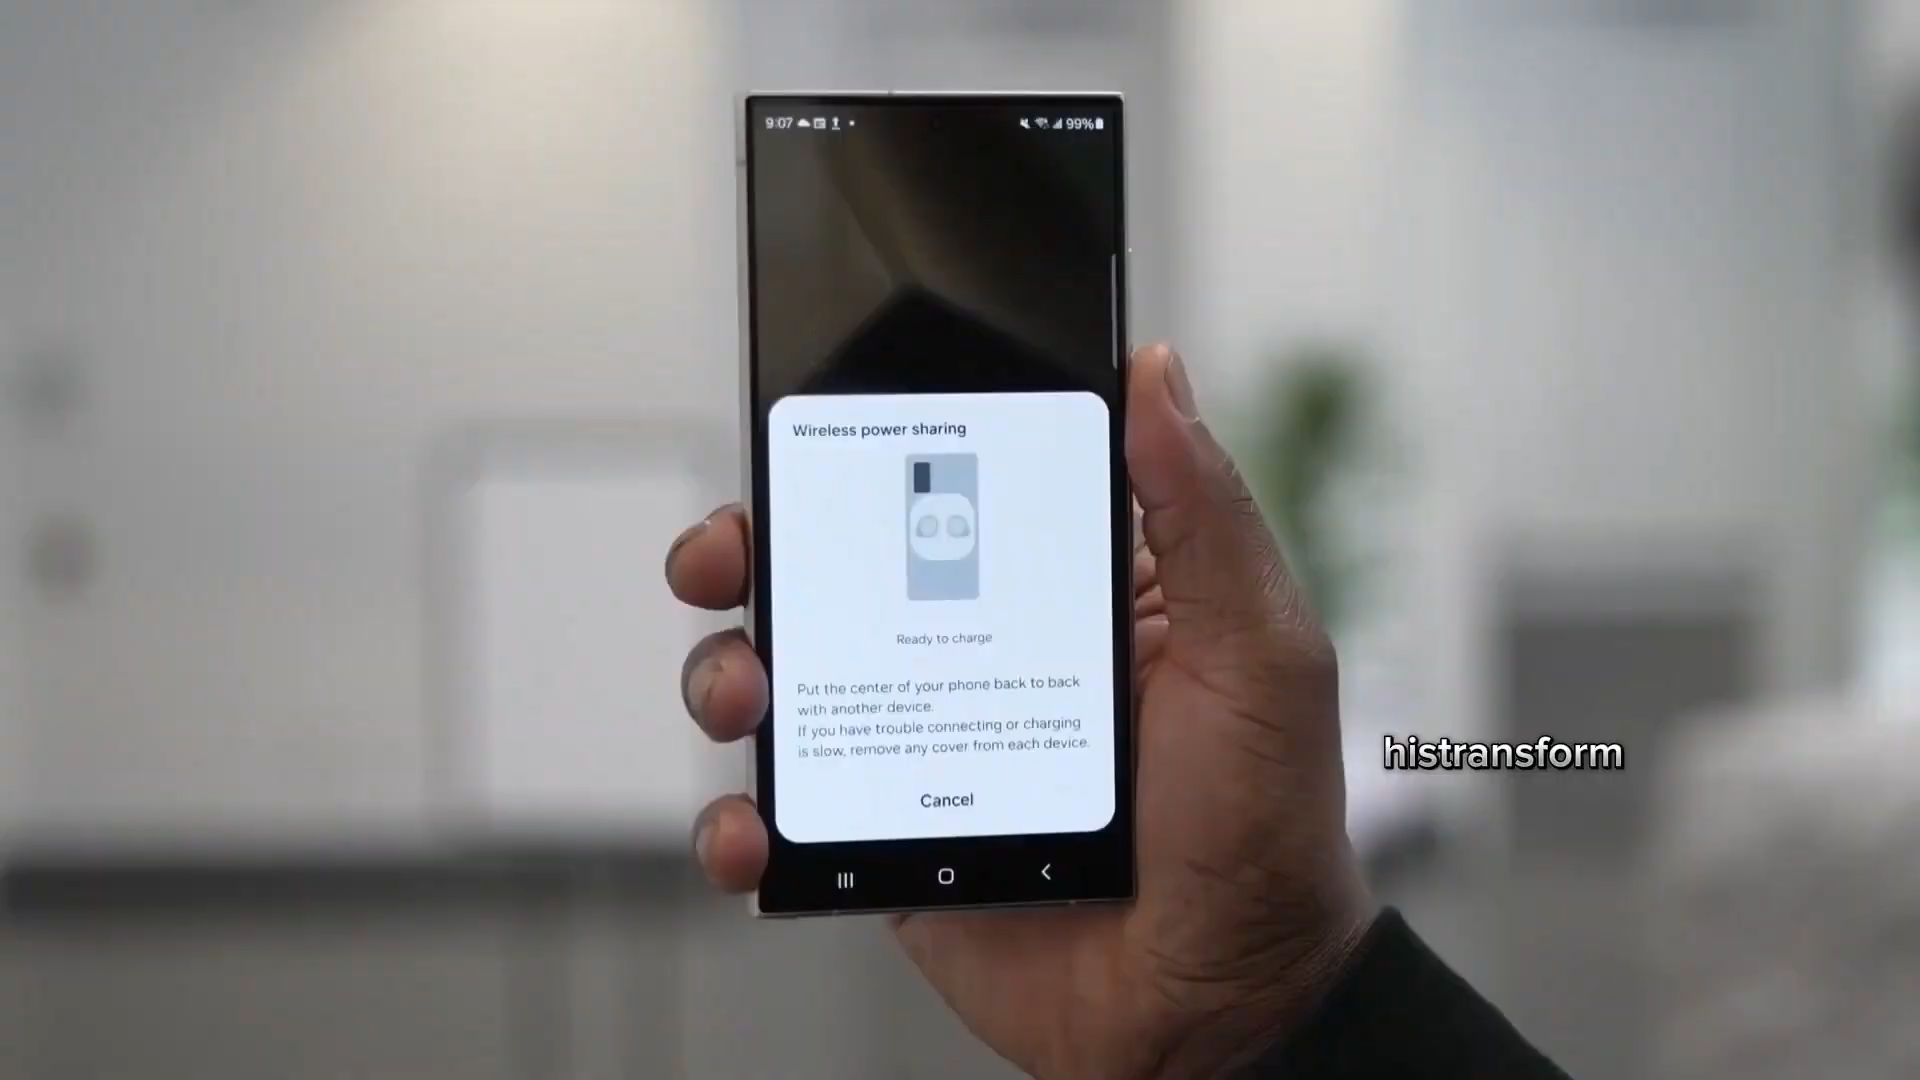 9:07
99%
Wireless power sharing
Ready to charge
Put the center of your phone back to back
with another device.
If you have trouble connecting or charging
is slow, remove any cover from each device.
Cancel
histransform